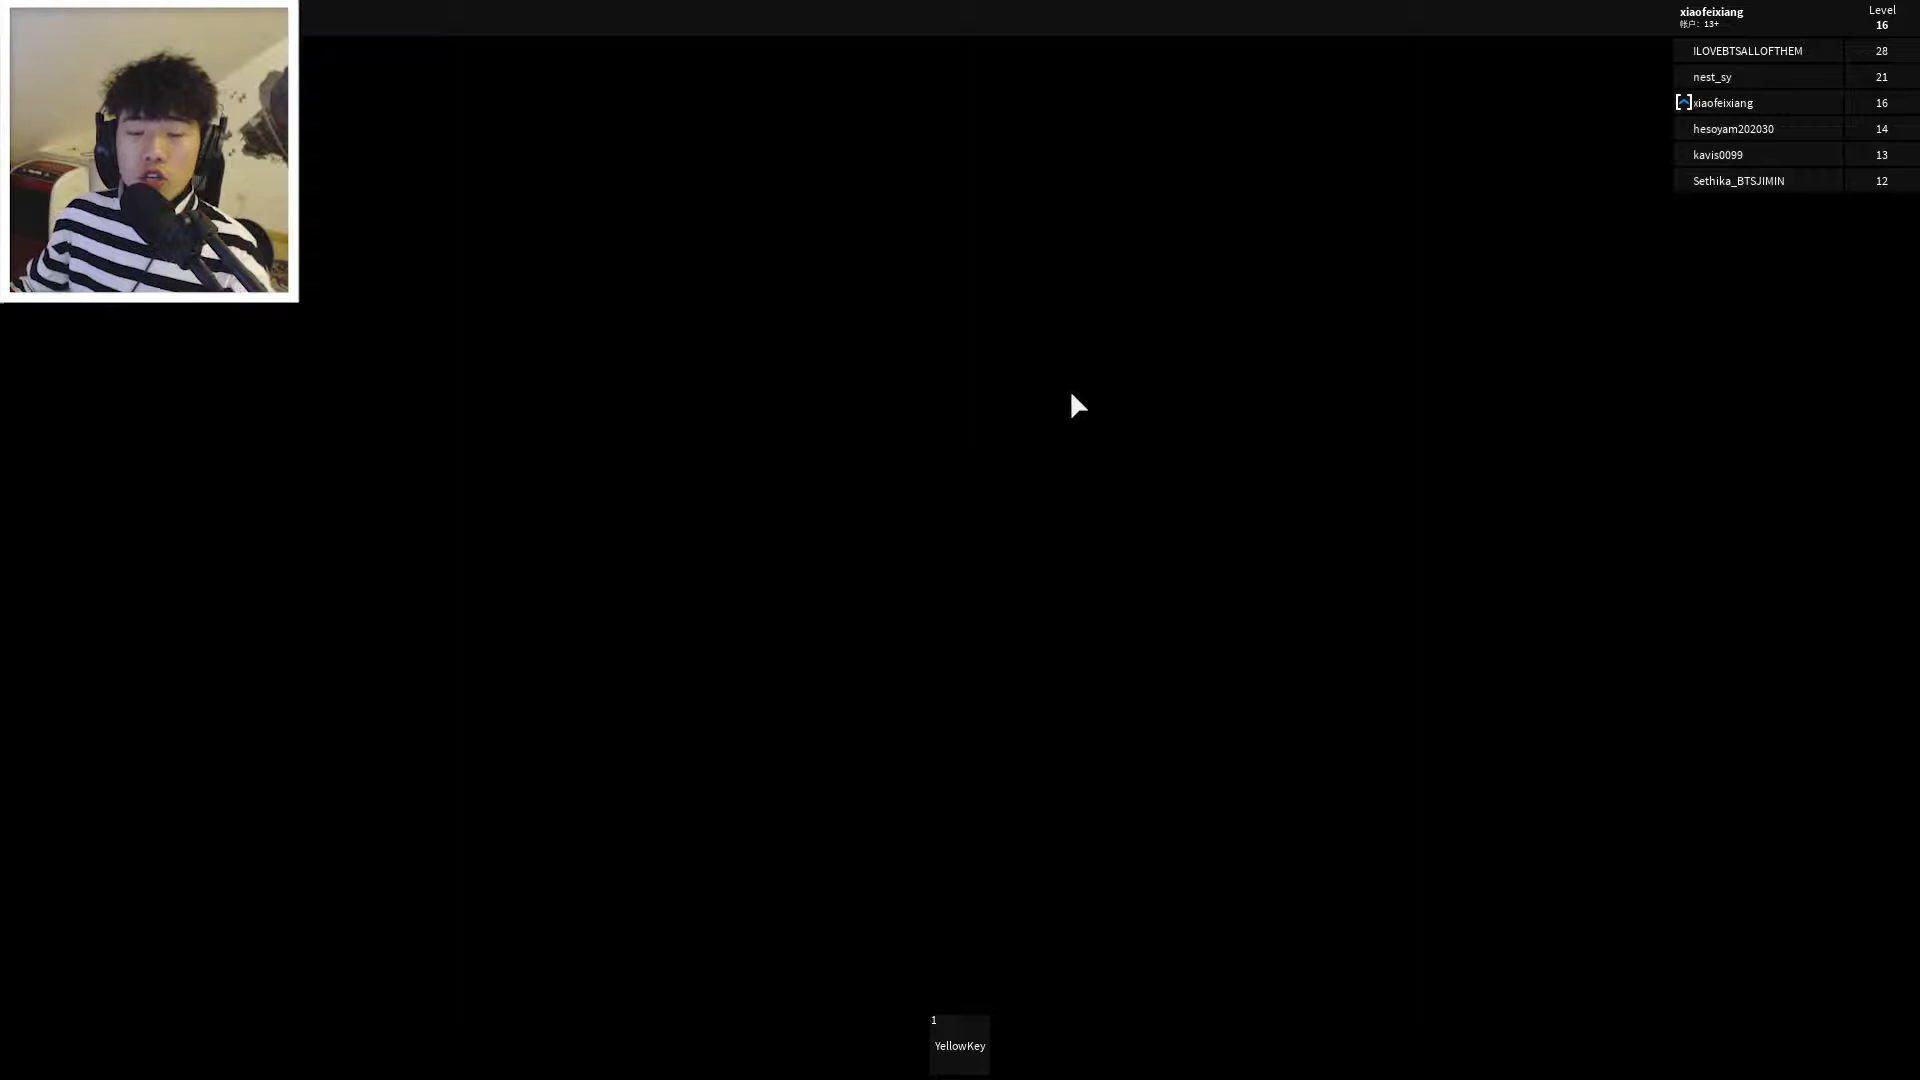 xiaofeixiang
帐户：13+
Level
16
ILOVEBTSALLOFTHEM 28
nest_sy 21
xiaofeixiang 16
hesoyam202030 14
kavis0099 13
Sethika_BTSJIMIN 12
1
YellowKey